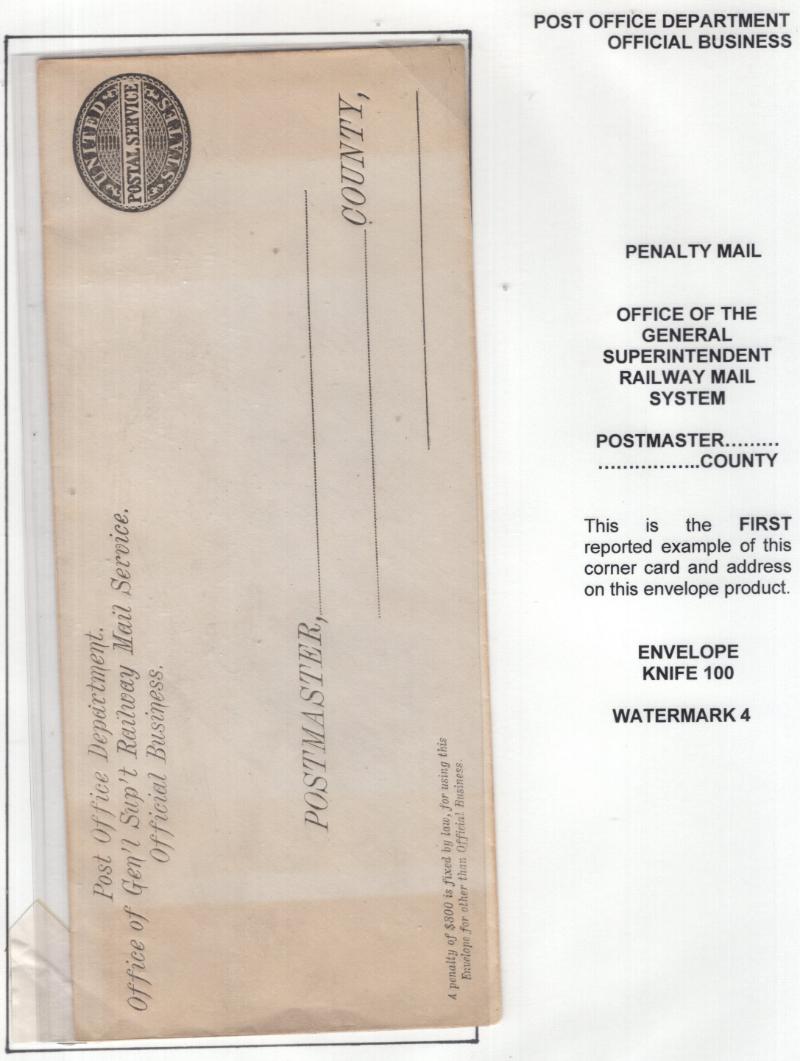 POST OFFICE DEPARTMENT
OFFICIAL BUSINESS
PENALTY MAIL
OFFICE OF THE
GENERAL
SUPERINTENDENT
RAILWAY MAIL
SYSTEM
POSTMASTER.........
.................COUNTY
This is the FIRST
reported example of this
corner card and address
on this envelope product.
ENVELOPE
KNIFE 100
WATERMARK 4
Post Office Department.
Office of Gen'l Sup't Railway Mail Service.
Official Business.
UNITED
POSTAL SERVICE
STATES
POSTMASTER,
COUNTY,
A penalty of $300 is fixed by law, for using this
Envelope for other than Official Business.